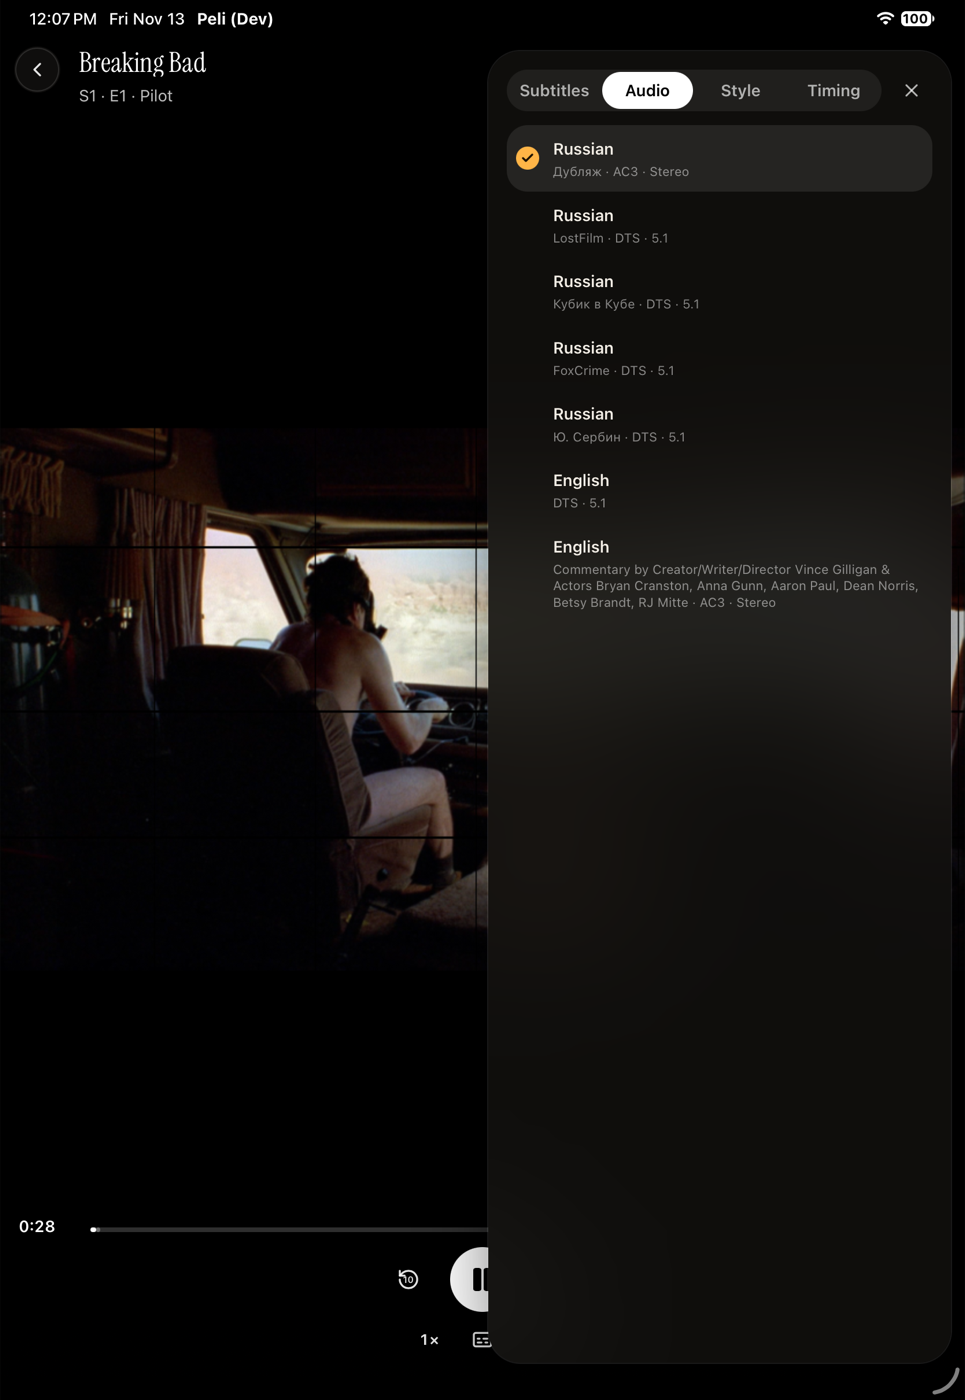 12:07 PM Fri Nov 13 Peli (Dev)
100
Breaking Bad
S1 · E1 · Pilot
Subtitles Audio Style Timing
Russian
Дубляж · AC3 · Stereo
Russian
LostFilm · DTS · 5.1
Russian
Кубик в Кубе · DTS · 5.1
Russian
FoxCrime · DTS · 5.1
Russian
Ю. Сербин · DTS · 5.1
English
DTS · 5.1
English
Commentary by Creator/Writer/Director Vince Gilligan &
Actors Bryan Cranston, Anna Gunn, Aaron Paul, Dean Norris,
Betsy Brandt, RJ Mitte · AC3 · Stereo
0:28
10
1×